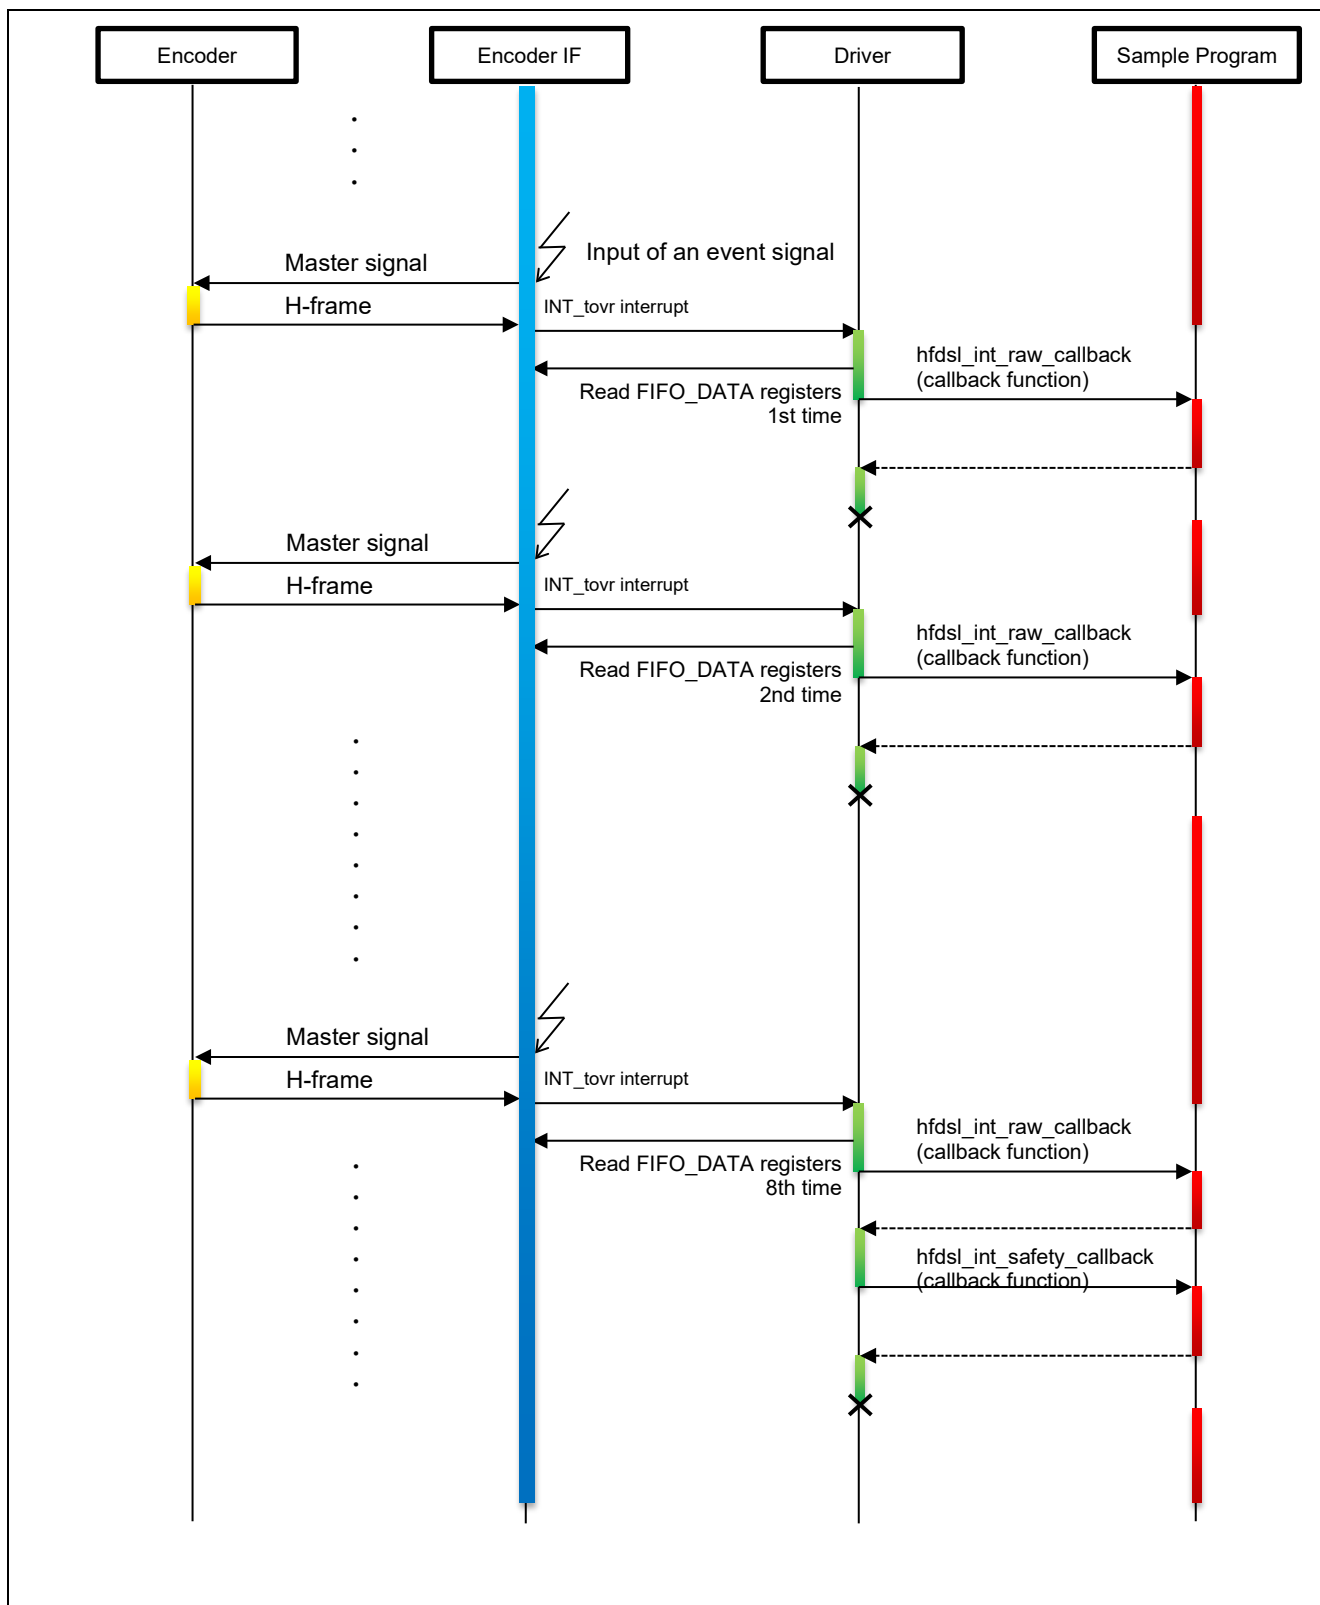 Encoder
Encoder IF
Driver
Sample Program
Input of an event signal
Master signal
H-frame
INT_tovr interrupt
hfdsl_int_raw_callback
(callback function)
Read FIFO_DATA registers
1st time
Master signal
H-frame
INT_tovr interrupt
hfdsl_int_raw_callback
(callback function)
Read FIFO_DATA registers
2nd time
Master signal
H-frame
INT_tovr interrupt
hfdsl_int_raw_callback
(callback function)
Read FIFO_DATA registers
8th time
hfdsl_int_safety_callback
(callback function)